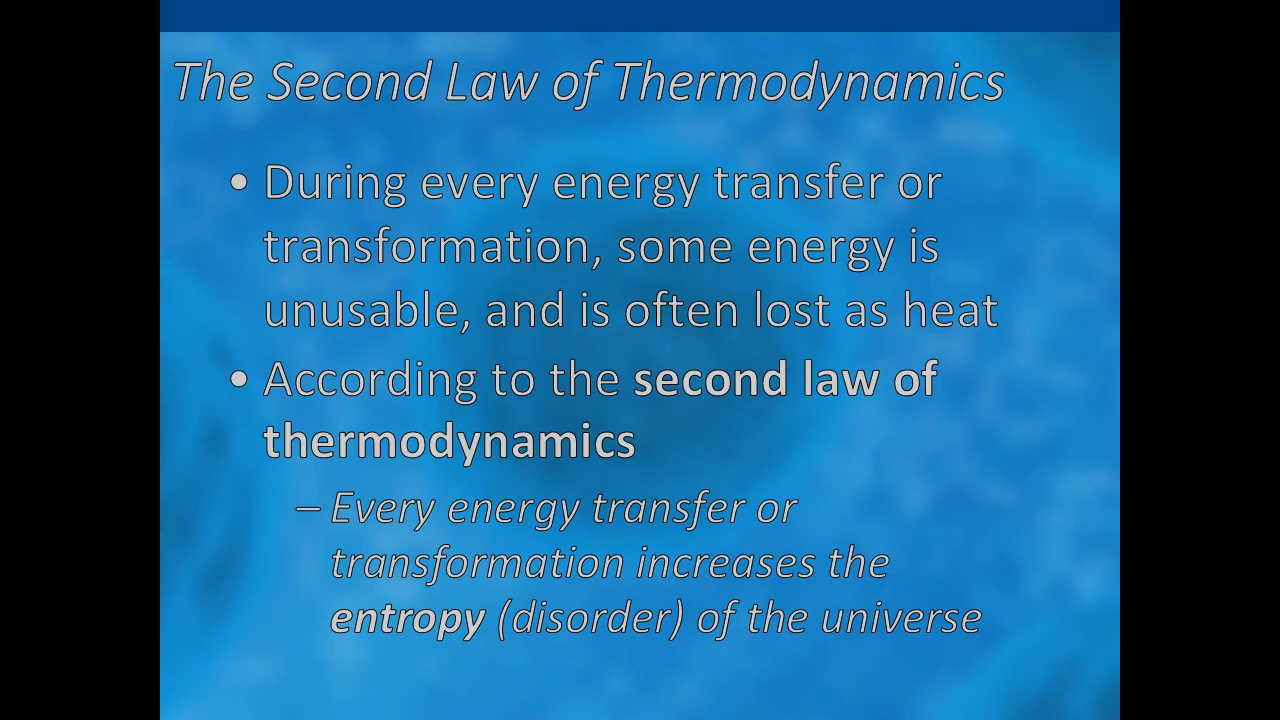 The Second Law of Thermodynamics
• During every energy transfer or
transformation, some energy is
unusable, and is often lost as heat
• According to the second law of
thermodynamics
– Every energy transfer or
transformation increases the
entropy (disorder) of the universe